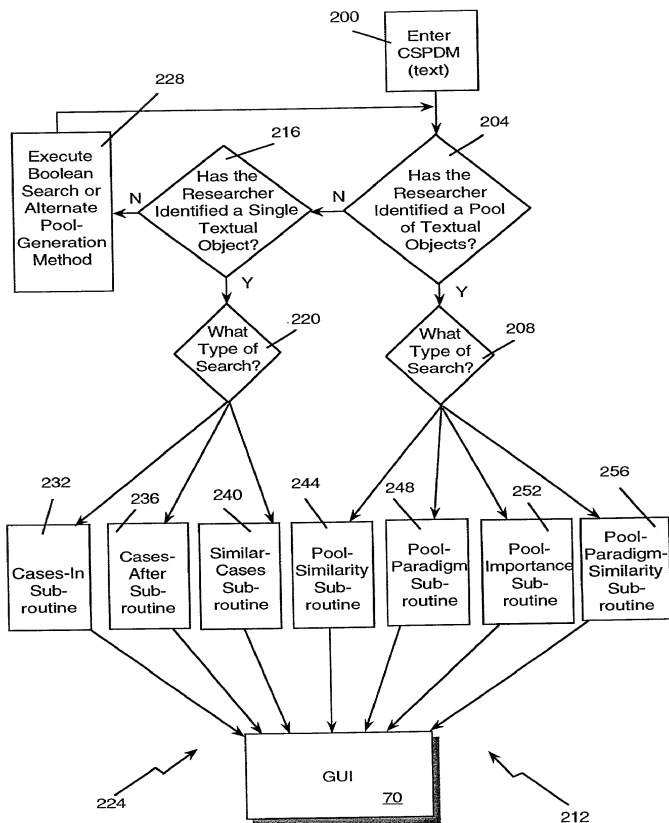 200
Enter
CSPDM
(text)
228
216
204
Execute
Boolean
Search or
Alternate
Pool-
Generation
Method
N
Has the
Researcher
Identified a Single
Textual
Object?
N
Has the
Researcher
Identified a Pool
of Textual
Objects?
Y
Y
What
Type of
Search?
220
What
Type of
Search?
208
232
236
240
244
248
252
256
Cases-In
Sub-
routine
Cases-
After
Sub-
routine
Similar-
Cases
Sub-
routine
Pool-
Similarity
Sub-
routine
Pool-
Paradigm
Sub-
routine
Pool-
Importance
Sub-
routine
Pool-
Paradigm-
Similarity
Sub-
routine
GUI
70
224
212